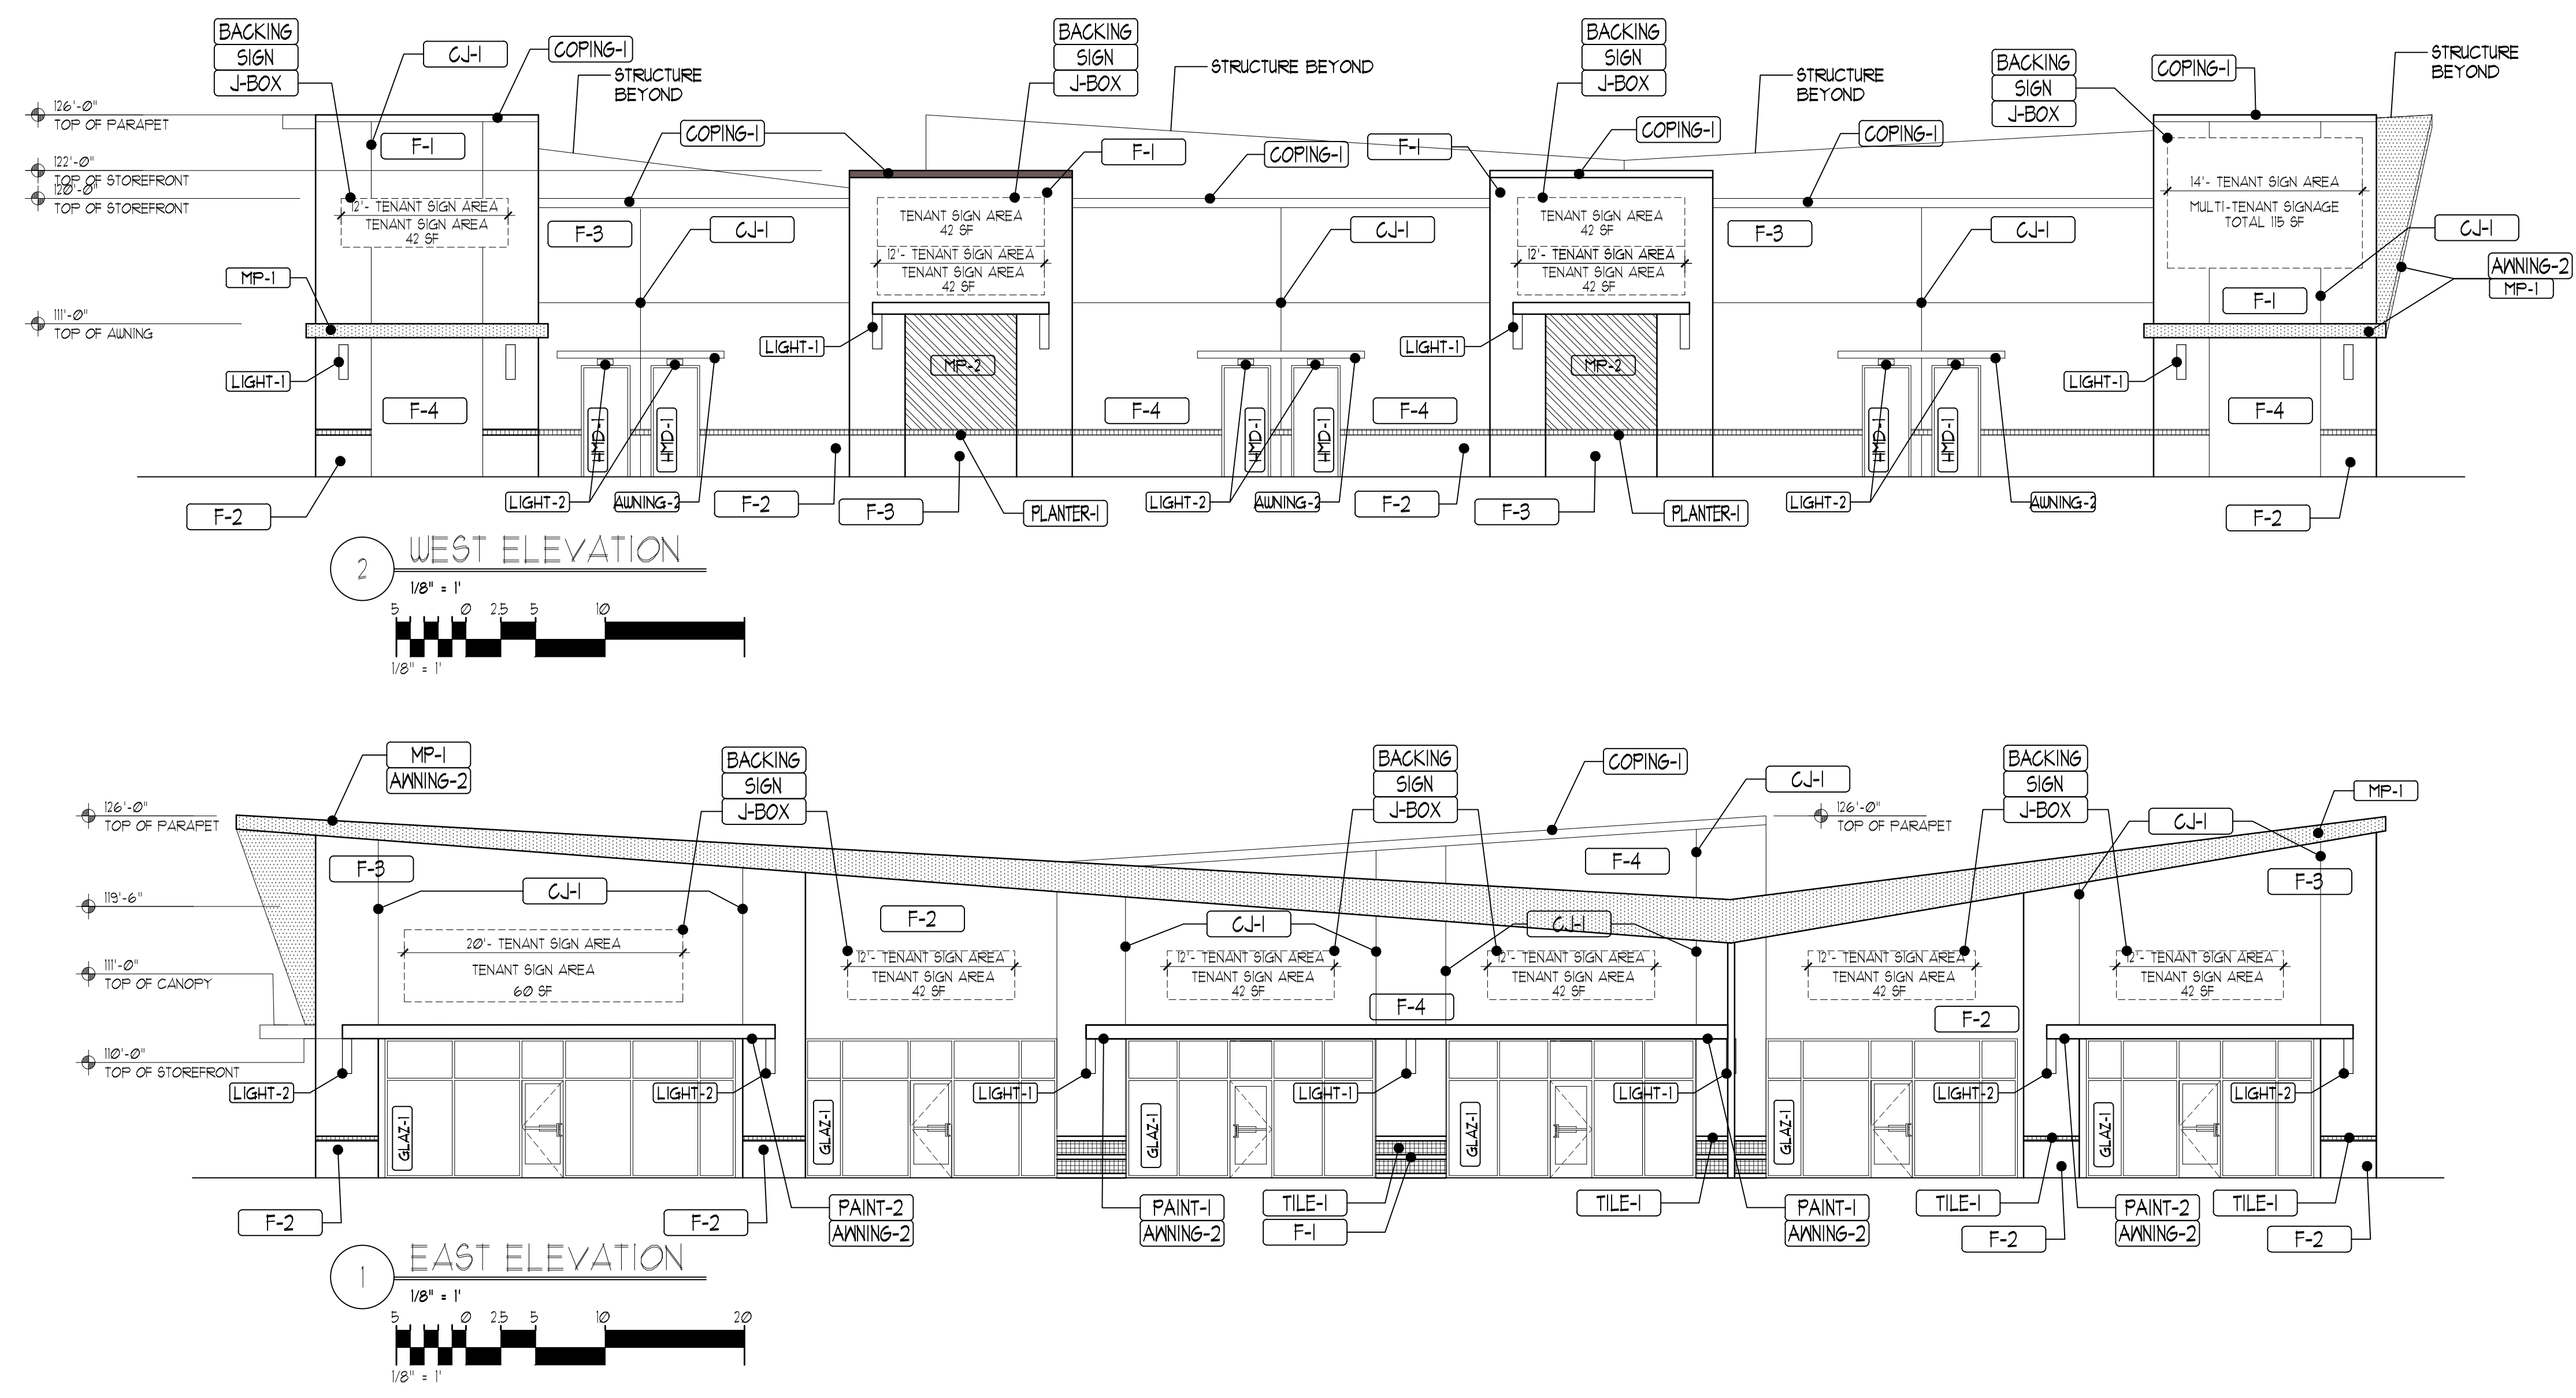 BACKING
SIGN
J-BOX
CJ-1
COPING-1
STRUCTURE
BEYOND
COPING-1
BACKING
SIGN
J-BOX
F-1
STRUCTURE BEYOND
COPING-1
F-1
BACKING
SIGN
J-BOX
COPING-1
STRUCTURE
BEYOND
COPING-1
BACKING
SIGN
J-BOX
COPING-1
STRUCTURE
BEYOND
126'-0"
TOP OF PARAPET
122'-0"
TOP OF STOREFRONT
120'-0"
TOP OF STOREFRONT
111'-0"
TOP OF AWNING
F-1
12'- TENANT SIGN AREA
TENANT SIGN AREA
42 SF
MP-1
LIGHT-1
F-4
F-2
F-3
CJ-1
HMD-1
HMD-1
LIGHT-2
AWNING-2
F-2
TENANT SIGN AREA
42 SF
12'- TENANT SIGN AREA
TENANT SIGN AREA
42 SF
LIGHT-1
MP-2
F-3
PLANTER-1
CJ-1
F-4
HMD-1
HMD-1
LIGHT-2
AWNING-2
F-4
F-2
TENANT SIGN AREA
42 SF
12'- TENANT SIGN AREA
TENANT SIGN AREA
42 SF
LIGHT-1
MP-2
F-3
PLANTER-1
F-3
CJ-1
HMD-1
HMD-1
LIGHT-2
AWNING-2
14'- TENANT SIGN AREA
MULTI-TENANT SIGNAGE
TOTAL 115 SF
CJ-1
AWNING-2
MP-1
F-1
LIGHT-1
F-4
F-2
2
WEST ELEVATION
1/8" = 1'
5 0 2.5 5 10
1/8" = 1'
MP-1
AWNING-2
BACKING
SIGN
J-BOX
BACKING
SIGN
J-BOX
COPING-1
CJ-1
126'-0"
TOP OF PARAPET
BACKING
SIGN
J-BOX
CJ-1
MP-1
126'-0"
TOP OF PARAPET
119'-6"
111'-0"
TOP OF CANOPY
110'-0"
TOP OF STOREFRONT
F-3
CJ-1
F-2
CJ-1
CJ-1
F-4
F-3
20'- TENANT SIGN AREA
TENANT SIGN AREA
60 SF
12'- TENANT SIGN AREA
TENANT SIGN AREA
42 SF
12'- TENANT SIGN AREA
TENANT SIGN AREA
42 SF
12'- TENANT SIGN AREA
TENANT SIGN AREA
42 SF
12'- TENANT SIGN AREA
TENANT SIGN AREA
42 SF
12'- TENANT SIGN AREA
TENANT SIGN AREA
42 SF
F-4
F-2
LIGHT-2
LIGHT-2
LIGHT-1
LIGHT-1
LIGHT-1
LIGHT-2
LIGHT-2
GLAZ-1
GLAZ-1
GLAZ-1
GLAZ-1
GLAZ-1
GLAZ-1
F-2
F-2
PAINT-2
AWNING-2
PAINT-1
AWNING-2
TILE-1
F-1
TILE-1
PAINT-1
AWNING-2
TILE-1
F-2
PAINT-2
AWNING-2
TILE-1
F-2
1
EAST ELEVATION
1/8" = 1'
5 0 2.5 5 10 20
1/8" = 1'